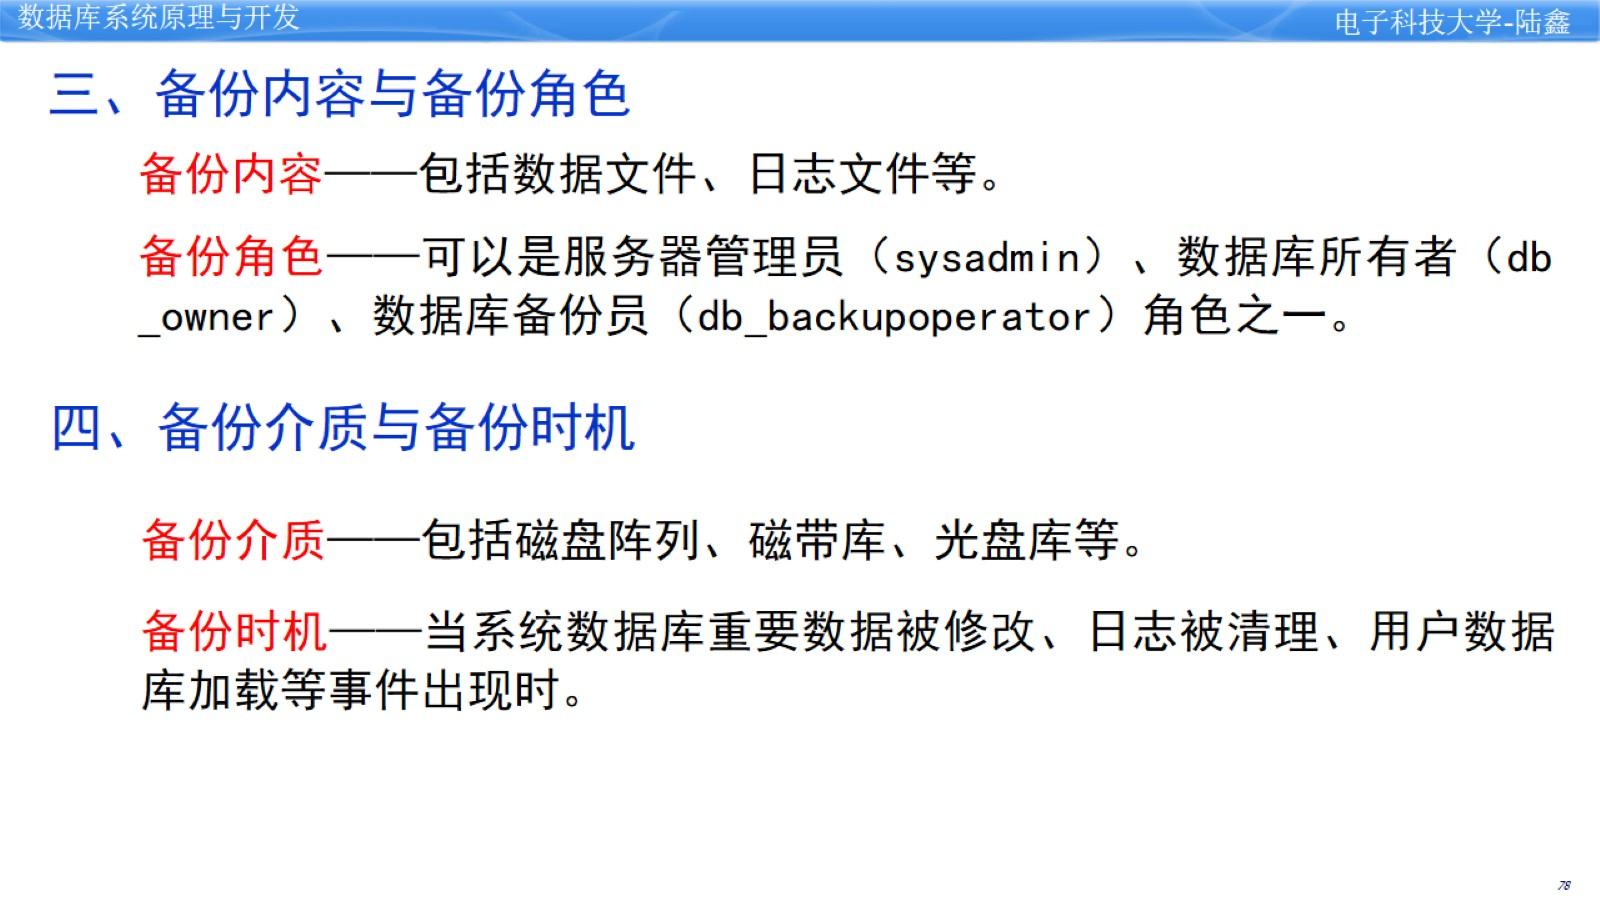 数据库系统原理与开发
电子科技大学-陆鑫
三、备份内容与备份角色
备份内容——包括数据文件、日志文件等。
备份角色——可以是服务器管理员（sysadmin）、数据库所有者（db
_owner）、数据库备份员（db_backupoperator）角色之一。
四、备份介质与备份时机
备份介质——包括磁盘阵列、磁带库、光盘库等。
备份时机——当系统数据库重要数据被修改、日志被清理、用户数据
库加载等事件出现时。
78